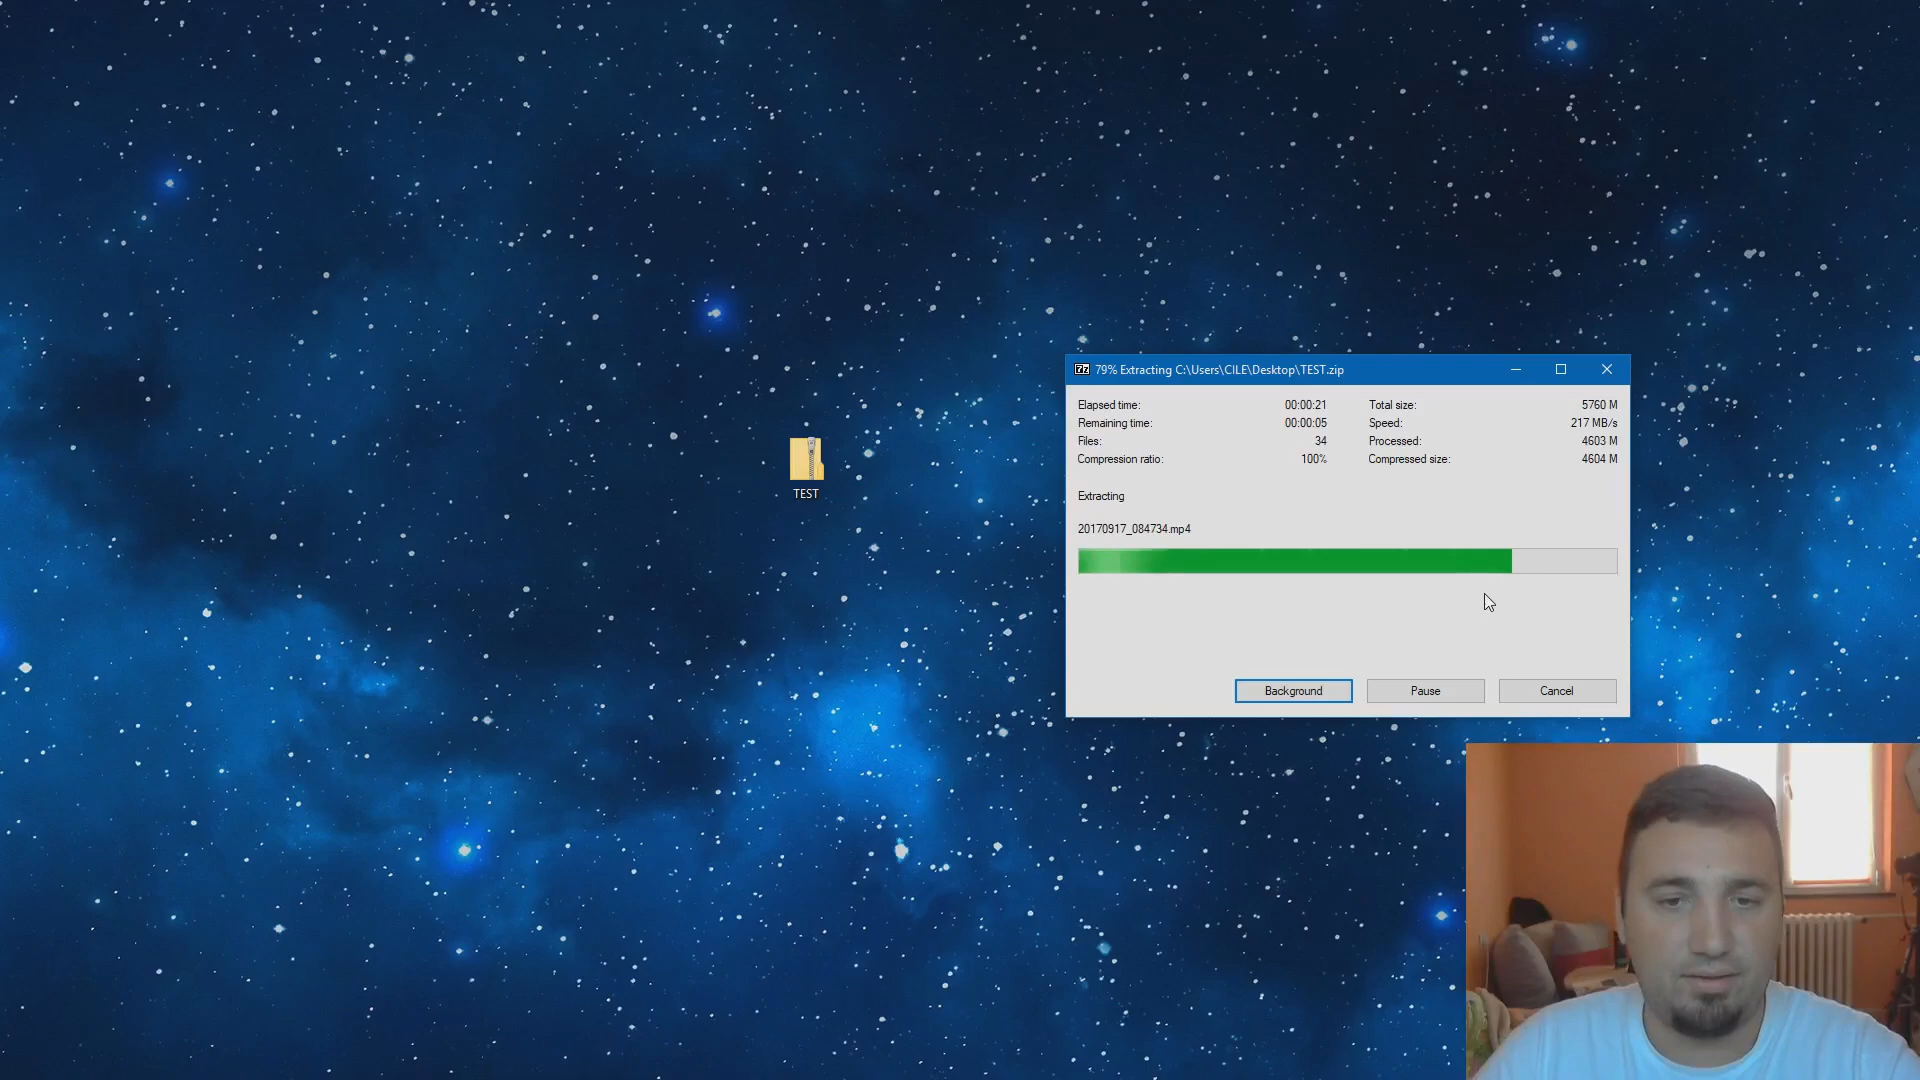 TEST
7z 79% Extracting C:\Users\CILE\Desktop\TEST.zip
Elapsed time: 00:00:21 Total size: 5760 M
Remaining time: 00:00:05 Speed: 217 MB/s
Files: 34 Processed: 4603 M
Compression ratio: 100% Compressed size: 4604 M
Extracting
20170917_084734.mp4
Background Pause Cancel